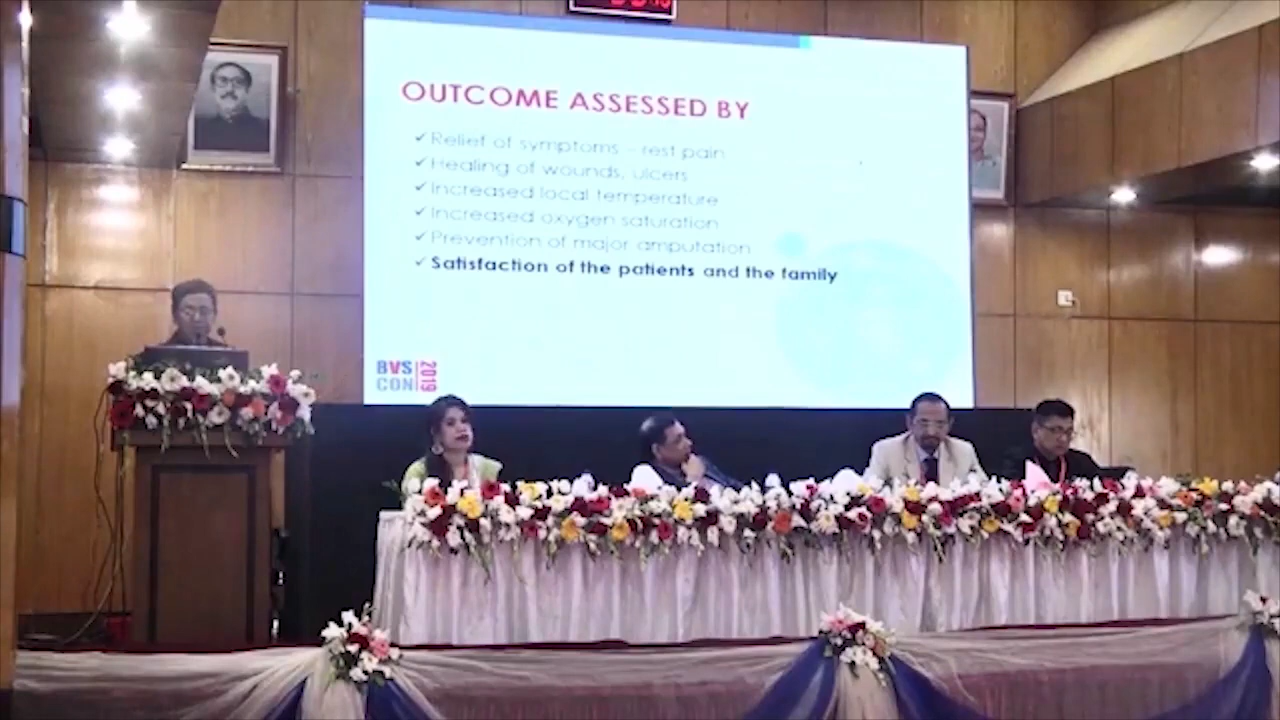 OUTCOME ASSESSED BY
✓Relief of symptoms – rest pain
✓Healing of wounds, ulcers
✓Increased local temperature
✓Increased oxygen saturation
✓Prevention of major amputation
✓Satisfaction of the patients and the family
BVS
CON
2019